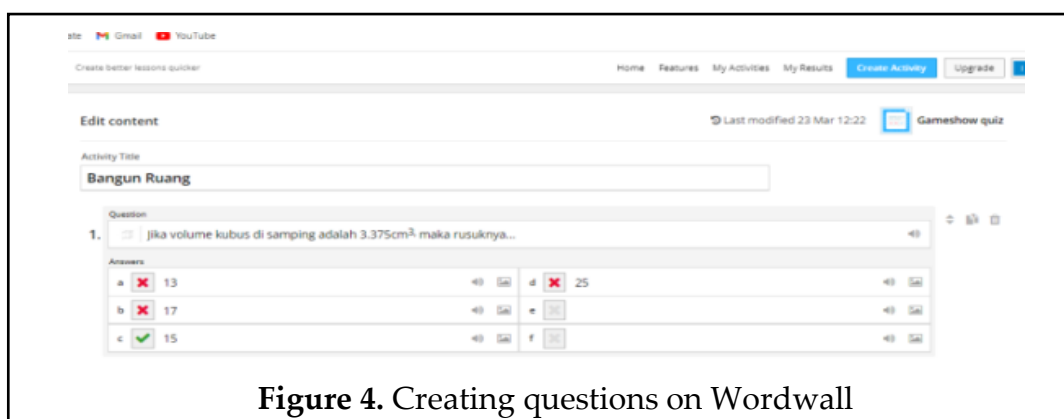 ate Gmail YouTube
Create better lessons quicker Home Features My Activities My Results Create Activity Upgrade
Edit content Last modified 23 Mar 12:22 Gameshow quiz
Activity Title
Bangun Ruang
Question
1. Jika volume kubus di samping adalah 3.375cm³, maka rusuknya...
Answers
a 13 d 25
b 17 e
c 15 f
Figure 4. Creating questions on Wordwall